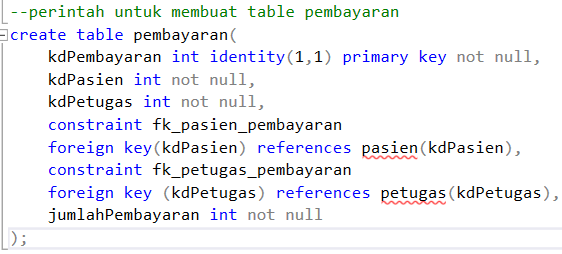 --perintah untuk membuat table pembayaran
create table pembayaran(
kdPembayaran int identity(1,1) primary key not null,
kdPasien int not null,
kdPetugas int not null,
constraint fk_pasien_pembayaran
foreign key(kdPasien) references pasien(kdPasien),
constraint fk_petugas_pembayaran
foreign key (kdPetugas) references petugas(kdPetugas),
jumlahPembayaran int not null
);